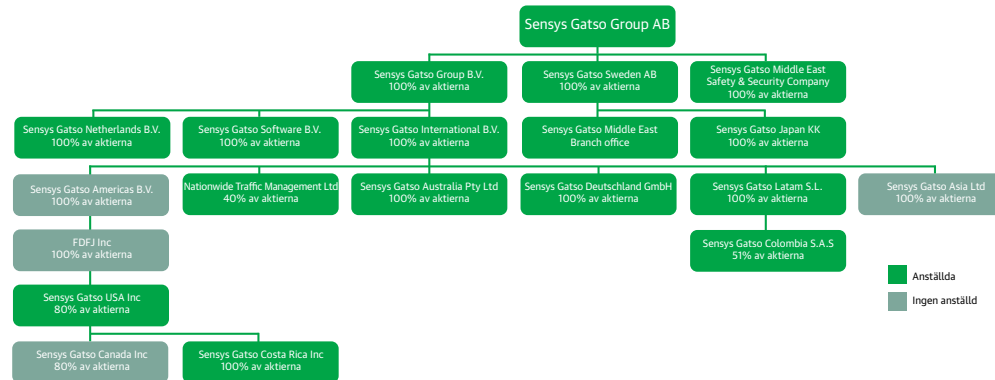 Sensys Gatso Group AB
Sensys Gatso Group B.V.
100% av aktierna
Sensys Gatso Sweden AB
100% av aktierna
Sensys Gatso Middle East
Safety & Security Company
100% av aktierna
Sensys Gatso Netherlands B.V.
100% av aktierna
Sensys Gatso Software B.V.
100% av aktierna
Sensys Gatso International B.V.
100% av aktierna
Sensys Gatso Middle East
Branch office
Sensys Gatso Japan KK
100% av aktierna
Sensys Gatso Americas B.V.
100% av aktierna
Nationwide Traffic Management Ltd
40% av aktierna
Sensys Gatso Australia Pty Ltd
100% av aktierna
Sensys Gatso Deutschland GmbH
100% av aktierna
Sensys Gatso Latam S.L.
100% av aktierna
Sensys Gatso Asia Ltd
100% av aktierna
FDFJ Inc
100% av aktierna
Sensys Gatso Colombia S.A.S
51% av aktierna
Sensys Gatso USA Inc
80% av aktierna
Sensys Gatso Canada Inc
80% av aktierna
Sensys Gatso Costa Rica Inc
100% av aktierna
Anställda
Ingen anställd